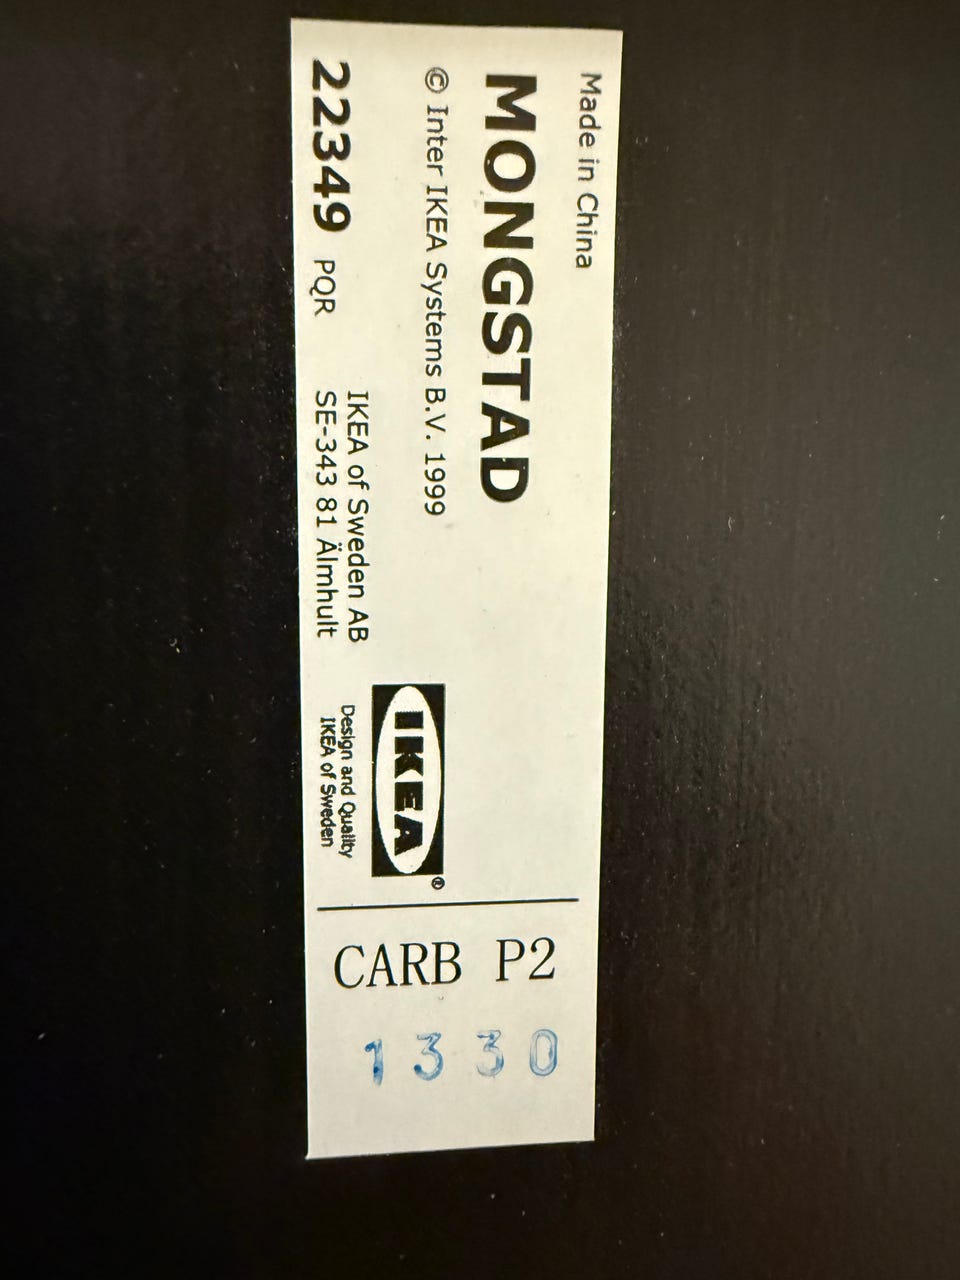 Made in China
MONGSTAD
© Inter IKEA Systems B.V. 1999
IKEA of Sweden AB
SE-343 81 Älmhult
22349 PQR
IKEA®
Design and Quality
IKEA of Sweden
CARB P2
1330